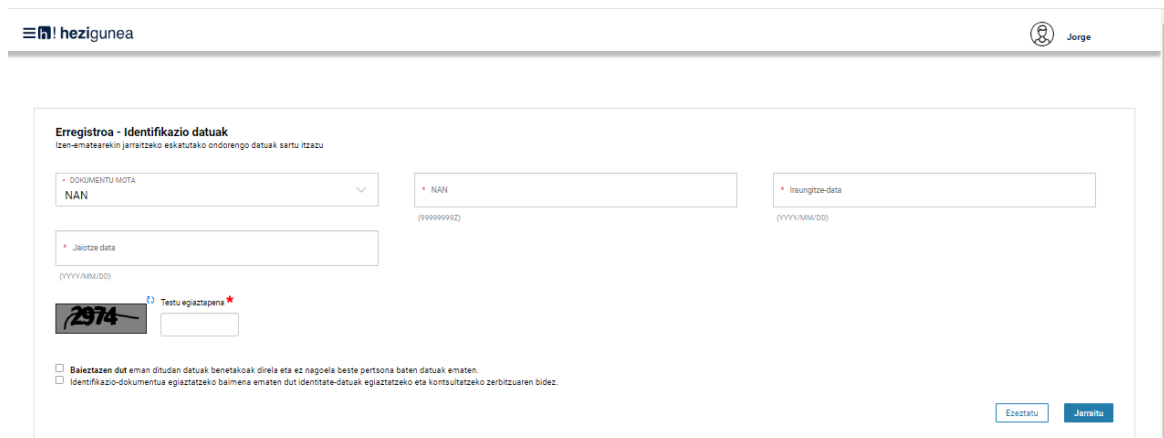 h! hezigunea
Jorge
Erregistroa - Identifikazio datuak
Izen-ematearekin jarraitzeko eskatutako ondorengo datuak sartu itzazu
* DOKUMENTU MOTA
NAN
* NAN
(99999999Z)
* Iraungitze-data
(YYYY/MM/DD)
* Jaiotze data
(YYYY/MM/DD)
2974
Testu egiaztapena *
Baieztazen dut eman ditudan datuak benetakoak direla eta ez nagoela beste pertsona baten datuak ematen.
Identifikazio-dokumentua egiaztatzeko baimena ematen dut identitate-datuak egiaztatzeko eta kontsultatzeko zerbitzuaren bidez.
Ezeztatu
Jarraitu